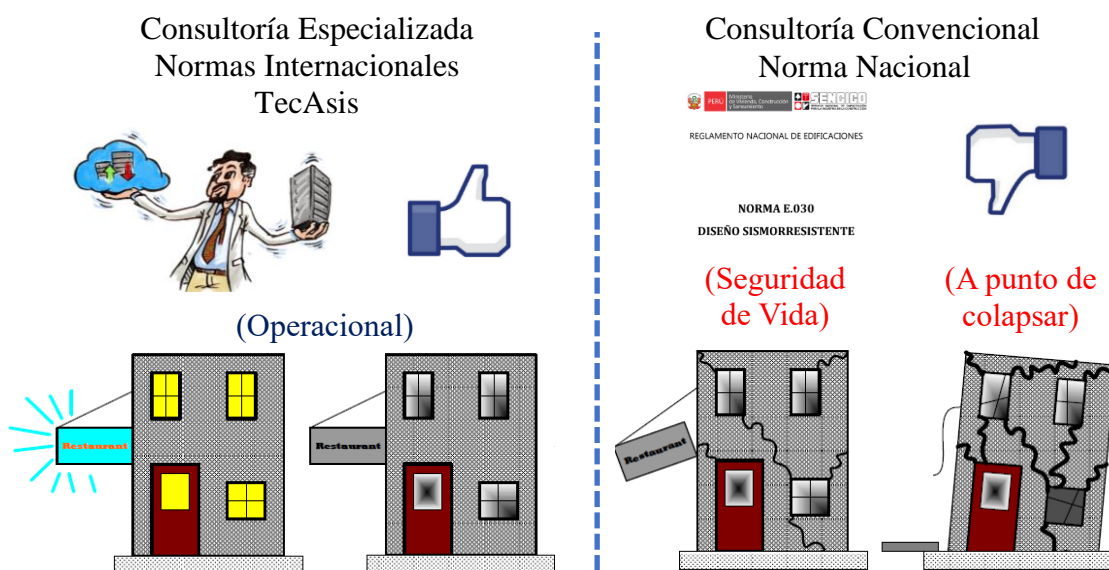 Consultoría Especializada
Normas Internacionales
TecAsis
(Operacional)
Restaurant
Restaurant
Consultoría Convencional
Norma Nacional
PERÚ
Ministerio
de Vivienda, Construcción
y Saneamiento
SENCICO
REGLAMENTO NACIONAL DE EDIFICACIONES
NORMA E.030
DISEÑO SISMORRESISTENTE
(Seguridad
de Vida)
(A punto de
colapsar)
Restaurant